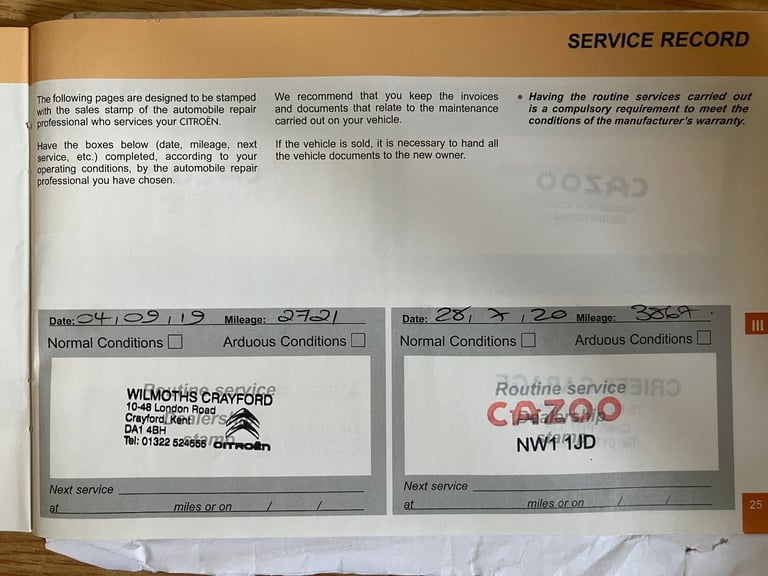 SERVICE RECORD
The following pages are designed to be stamped
with the sales stamp of the automobile repair
professional who services your CITROËN.
Have the boxes below (date, mileage, next
service, etc.) completed, according to your
operating conditions, by the automobile repair
professional you have chosen.
We recommend that you keep the invoices
and documents that relate to the maintenance
carried out on your vehicle.
If the vehicle is sold, it is necessary to hand all
the vehicle documents to the new owner.
• Having the routine services carried out
is a compulsory requirement to meet the
conditions of the manufacturer's warranty.
Date: 04,09,19 Mileage: 2721
Normal Conditions Arduous Conditions
Routine service
Dealership
stamp
WILMOTHS CRAYFORD
10-48 London Road
Crayford, Kent
DA1 4BH
Tel: 01322 524556 CITROËN
Next service
at miles or on / /
Date: 28, 7, 20 Mileage:
Normal Conditions Arduous Conditions
Routine service
Dealership
stamp
CAZOO
NW1 1JD
Next service
at miles or on / /
III
25